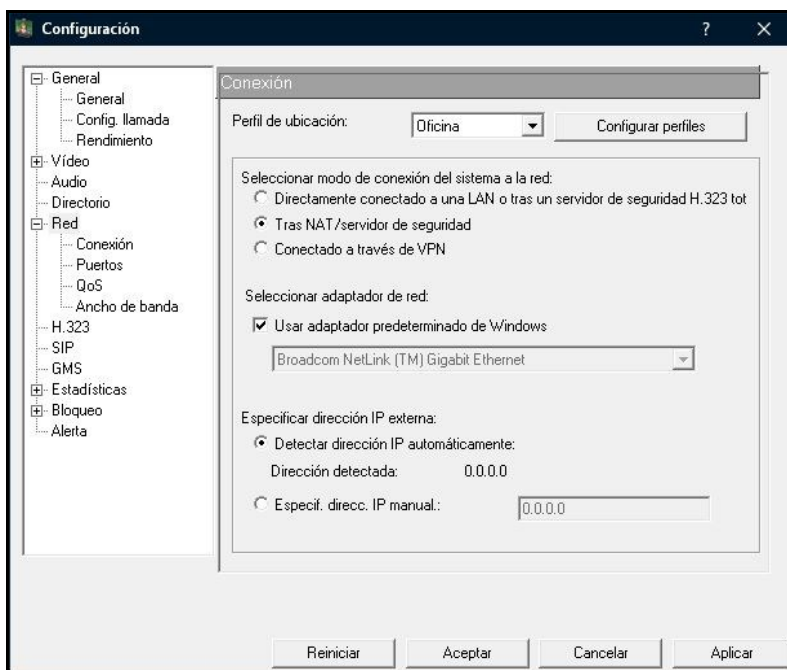 Configuración
?
General
General
Config. llamada
Rendimiento
Vídeo
Audio
Directorio
Red
Conexión
Puertos
QoS
Ancho de banda
H.323
SIP
GMS
Estadísticas
Bloqueo
Alerta
Conexión
Perfil de ubicación: Oficina Configurar perfiles
Seleccionar modo de conexión del sistema a la red:
Directamente conectado a una LAN o tras un servidor de seguridad H.323 tot
Tras NAT/servidor de seguridad
Conectado a través de VPN
Seleccionar adaptador de red:
Usar adaptador predeterminado de Windows
Broadcom NetLink (TM) Gigabit Ethernet
Especificar dirección IP externa:
Detectar dirección IP automáticamente:
Dirección detectada: 0.0.0.0
Especif. direcc. IP manual.: 0.0.0.0
Reiniciar Aceptar Cancelar Aplicar